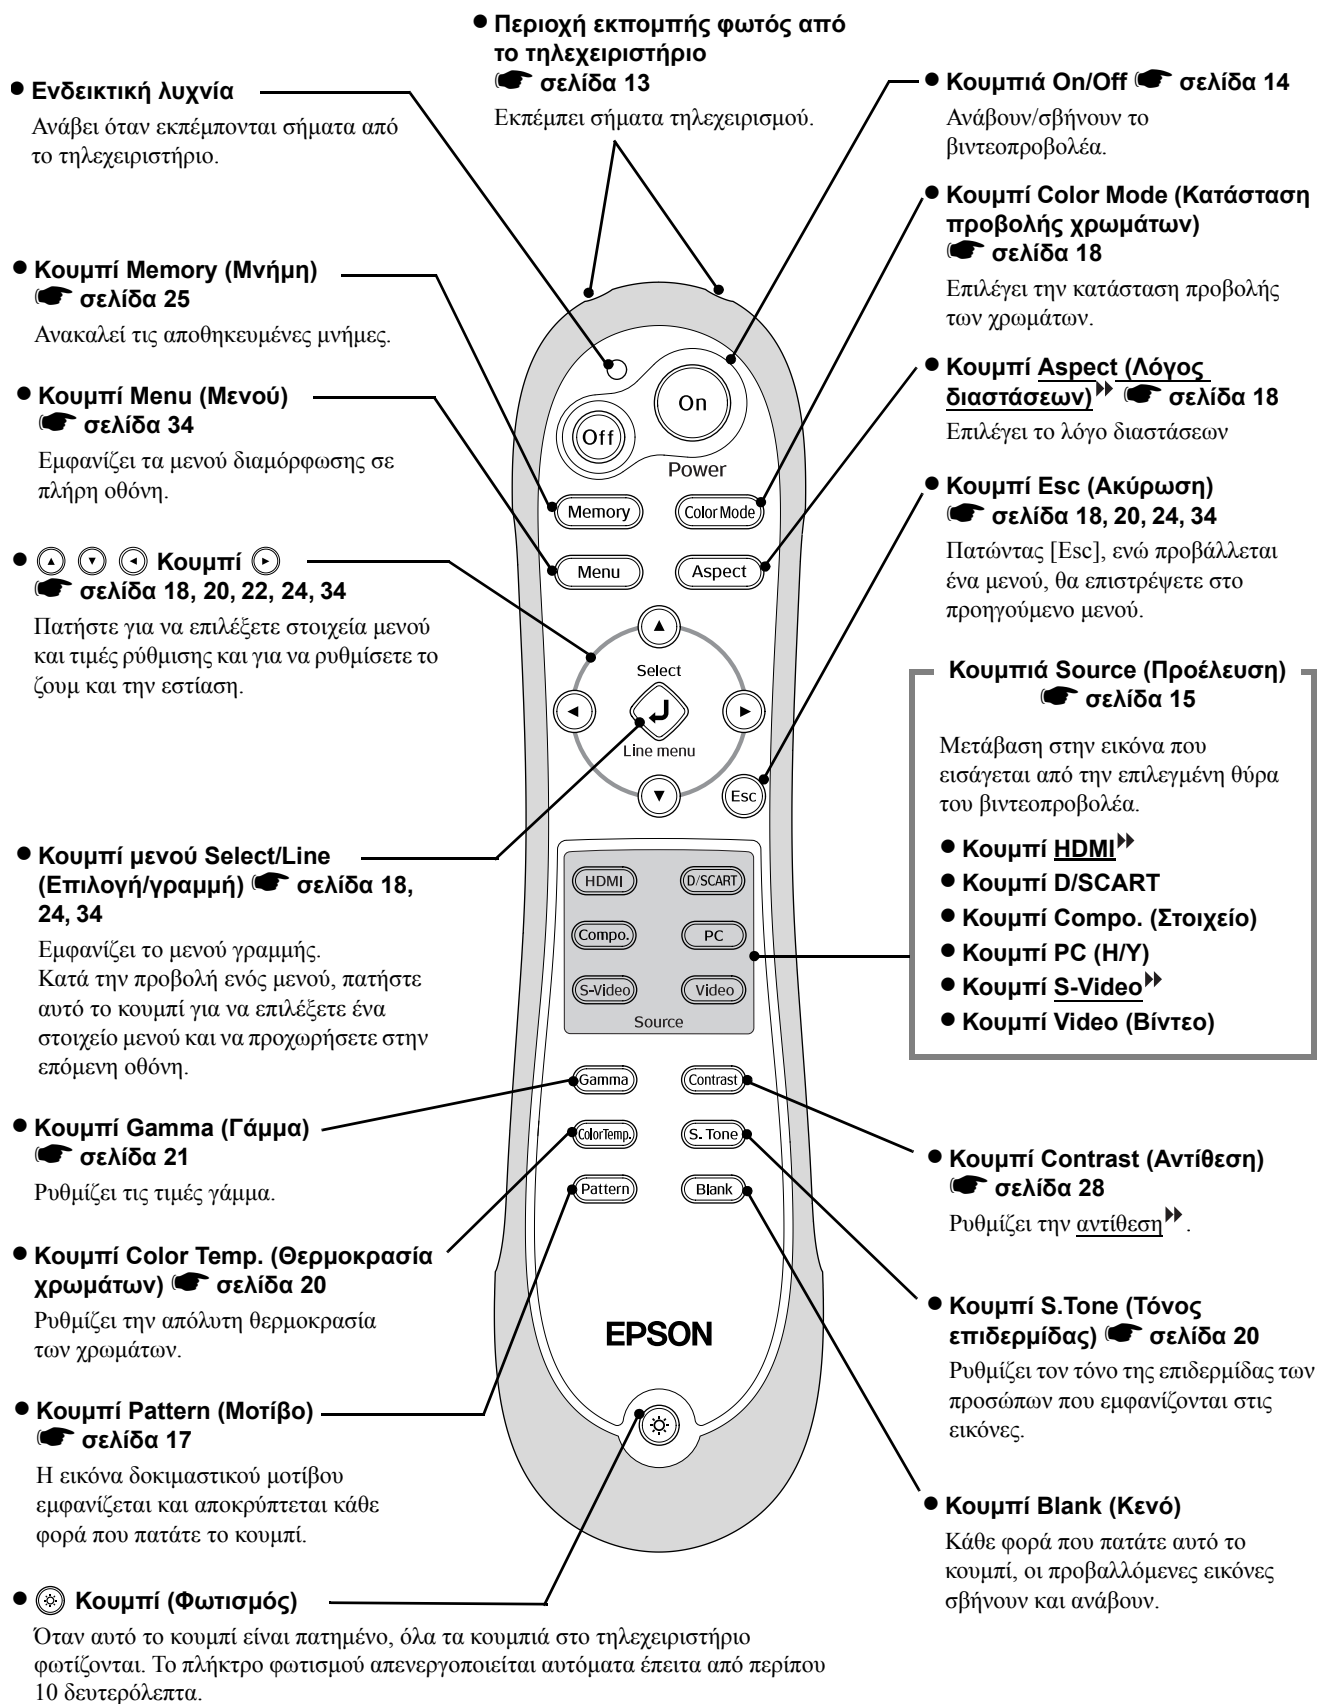 ● Περιοχή εκπομπής φωτός από
το τηλεχειριστήριο
☛ σελίδα 13
Εκπέμπει σήματα τηλεχειρισμού.
● Ενδεικτική λυχνία
Ανάβει όταν εκπέμπονται σήματα από
το τηλεχειριστήριο.
● Κουμπί Memory (Μνήμη)
☛ σελίδα 25
Ανακαλεί τις αποθηκευμένες μνήμες.
● Κουμπί Menu (Μενού)
☛ σελίδα 34
Εμφανίζει τα μενού διαμόρφωσης σε
πλήρη οθόνη.
● Κουμπί
☛ σελίδα 18, 20, 22, 24, 34
Πατήστε για να επιλέξετε στοιχεία μενού
και τιμές ρύθμισης και για να ρυθμίσετε το
ζουμ και την εστίαση.
● Κουμπί μενού Select/Line
(Επιλογή/γραμμή) ☛ σελίδα 18,
24, 34
Εμφανίζει το μενού γραμμής.
Κατά την προβολή ενός μενού, πατήστε
αυτό το κουμπί για να επιλέξετε ένα
στοιχείο μενού και να προχωρήσετε στην
επόμενη οθόνη.
● Κουμπί Gamma (Γάμμα)
☛ σελίδα 21
Ρυθμίζει τις τιμές γάμμα.
● Κουμπί Color Temp. (Θερμοκρασία
χρωμάτων) ☛ σελίδα 20
Ρυθμίζει την απόλυτη θερμοκρασία
των χρωμάτων.
● Κουμπί Pattern (Μοτίβο)
☛ σελίδα 17
Η εικόνα δοκιμαστικού μοτίβου
εμφανίζεται και αποκρύπτεται κάθε
φορά που πατάτε το κουμπί.
● Κουμπί (Φωτισμός)
Όταν αυτό το κουμπί είναι πατημένο, όλα τα κουμπιά στο τηλεχειριστήριο
φωτίζονται. Το πλήκτρο φωτισμού απενεργοποιείται αυτόματα έπειτα από περίπου
10 δευτερόλεπτα.
On
Off
Power
Memory
Color Mode
Menu
Aspect
Select
Line menu
Esc
HDMI
D/SCART
Compo.
PC
S-Video
Video
Source
Gamma
Contrast
ColorTemp.
S. Tone
Pattern
Blank
EPSON
● Κουμπιά On/Off ☛ σελίδα 14
Ανάβουν/σβήνουν το
βιντεοπροβολέα.
● Κουμπί Color Mode (Κατάσταση
προβολής χρωμάτων)
☛ σελίδα 18
Επιλέγει την κατάσταση προβολής
των χρωμάτων.
● Κουμπί Aspect (Λόγος
διαστάσεων) ☛ σελίδα 18
Επιλέγει το λόγο διαστάσεων
● Κουμπί Esc (Ακύρωση)
☛ σελίδα 18, 20, 24, 34
Πατώντας [Esc], ενώ προβάλλεται
ένα μενού, θα επιστρέψετε στο
προηγούμενο μενού.
Κουμπιά Source (Προέλευση)
☛ σελίδα 15
Μετάβαση στην εικόνα που
εισάγεται από την επιλεγμένη θύρα
του βιντεοπροβολέα.
● Κουμπί HDMI
● Κουμπί D/SCART
● Κουμπί Compo. (Στοιχείο)
● Κουμπί PC (Η/Υ)
● Κουμπί S-Video
● Κουμπί Video (Βίντεο)
● Κουμπί Contrast (Αντίθεση)
☛ σελίδα 28
Ρυθμίζει την αντίθεση .
● Κουμπί S.Tone (Τόνος
επιδερμίδας) ☛ σελίδα 20
Ρυθμίζει τον τόνο της επιδερμίδας των
προσώπων που εμφανίζονται στις
εικόνες.
● Κουμπί Blank (Κενό)
Κάθε φορά που πατάτε αυτό το
κουμπί, οι προβαλλόμενες εικόνες
σβήνουν και ανάβουν.